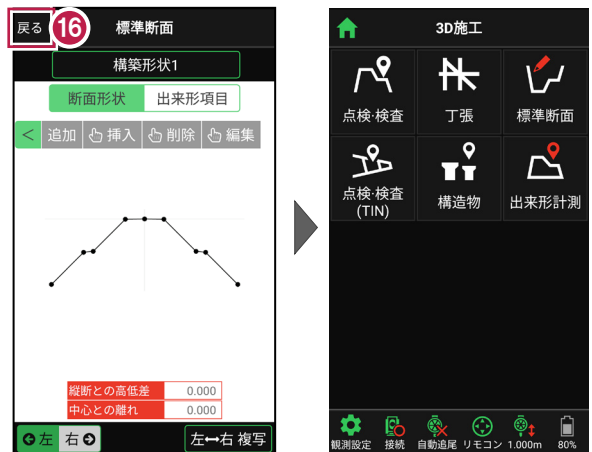 戻る
16
標準断面
構築形状1
断面形状 出来形項目
< 追加 挿入 削除 編集
縦断との高低差 0.000
中心との離れ 0.000
左 右
左↔右 複写
3D施工
点検·検査 丁張 標準断面
点検·検査
(TIN)
構造物 出来形計測
観測設定 接続 自動追尾 リモコン 1.000m 80%